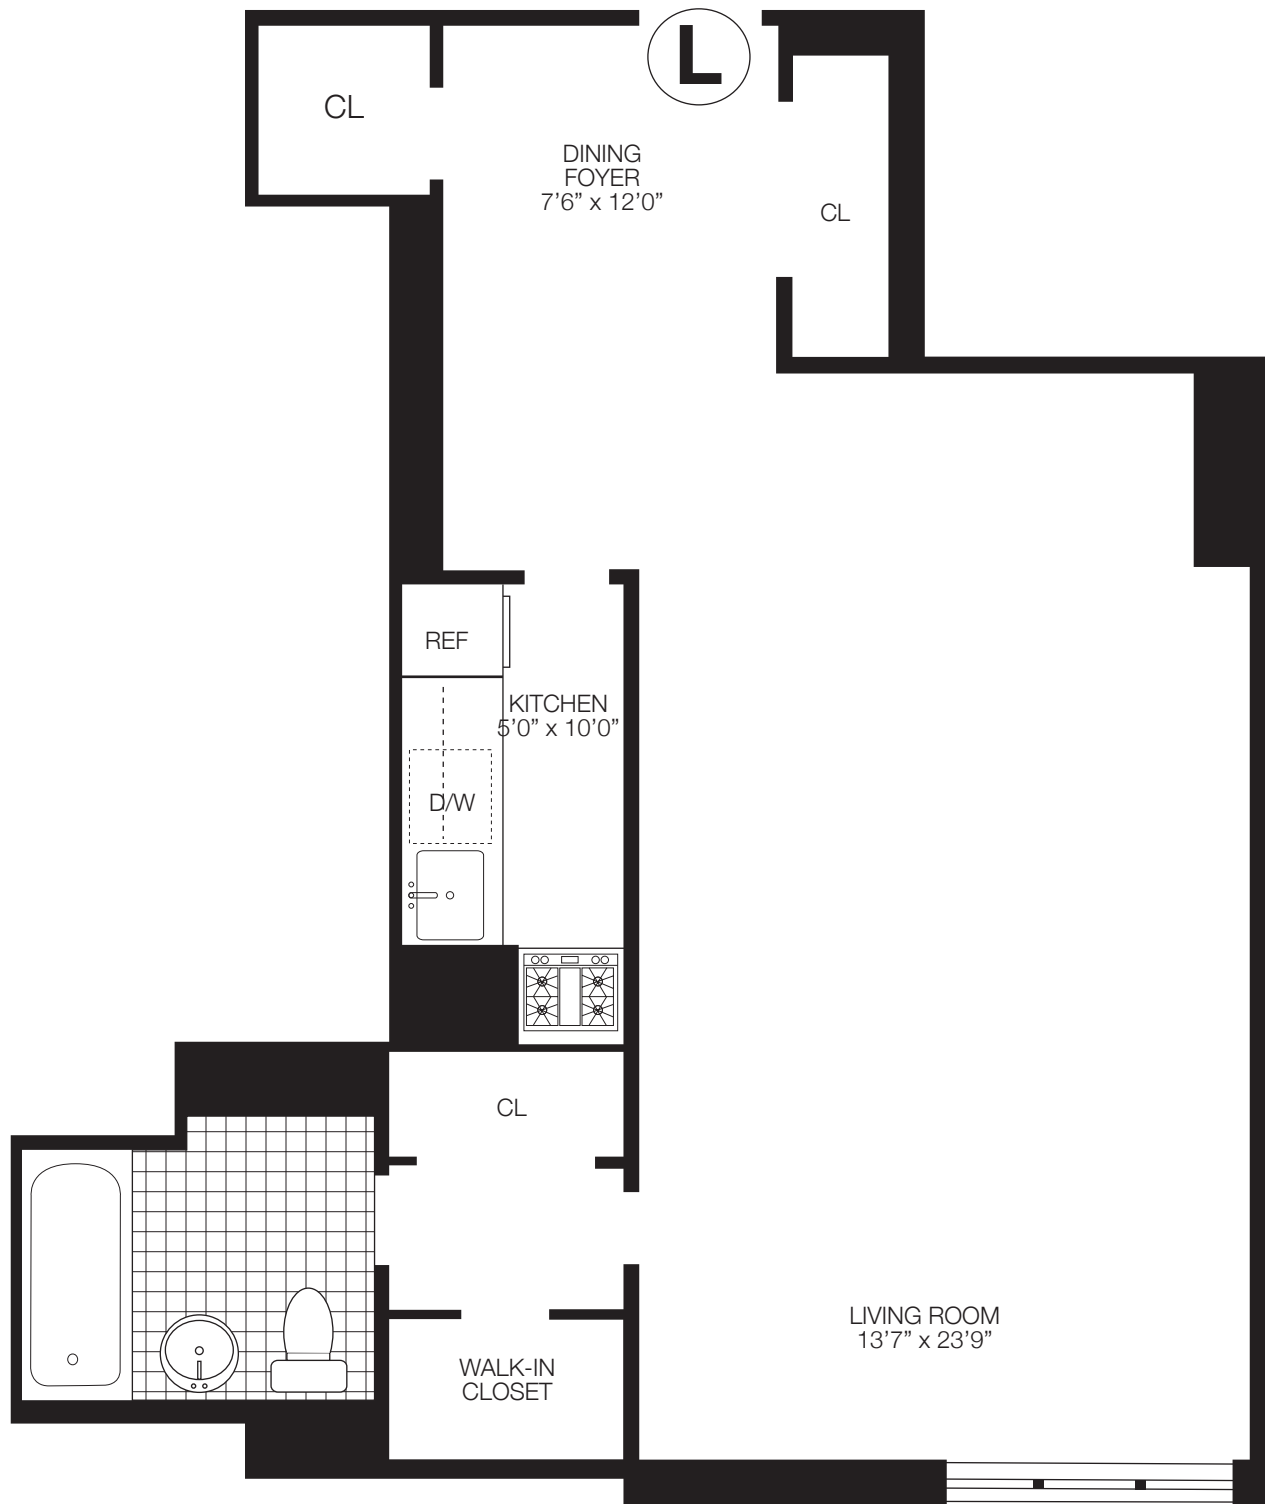 L
CL
DINING
FOYER
7’6” x 12’0”
CL
REF
KITCHEN
5’0” x 10’0”
D/W
CL
LIVING ROOM
13’7” x 23’9”
WALK-IN
CLOSET